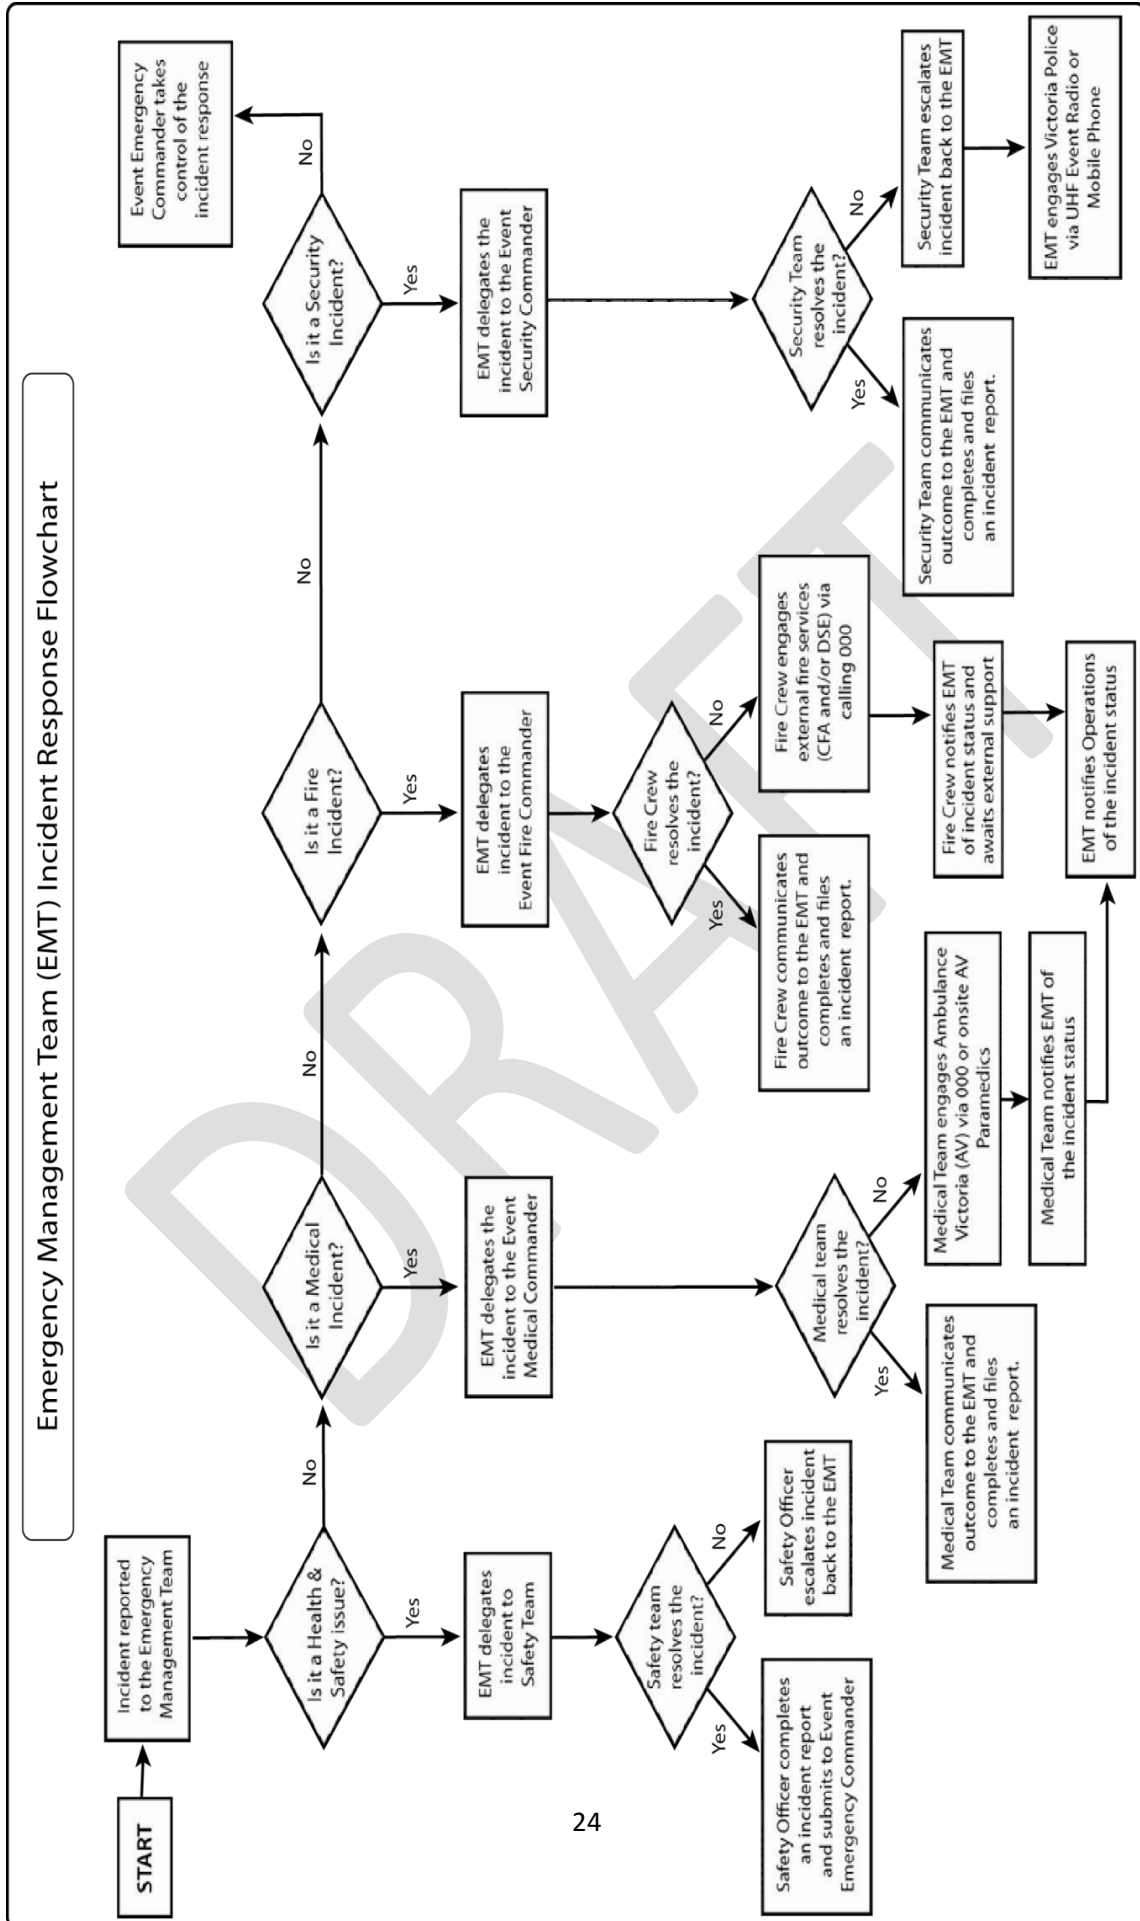 Emergency Management Team (EMT) Incident Response Flowchart
START
Incident reported
to the Emergency
Management Team
Is it a Health &
Safety issue?
No
Yes
EMT delegates
incident to
Safety Team
Safety team
resolves the
incident?
Yes
No
Safety Officer completes
an incident report
and submits to Event
Emergency Commander
Safety Officer
escalates incident
back to the EMT
Is it a Medical
Incident?
No
Yes
EMT delegates the
incident to the Event
Medical Commander
Medical team
resolves the
incident?
Yes
No
Medical Team communicates
outcome to the EMT and
completes and files
an incident report.
Medical Team engages Ambulance
Victoria (AV) via 000 or onsite AV
Paramedics
Medical Team notifies EMT of
the incident status
Is it a Fire
Incident?
No
Yes
EMT delegates
incident to the
Event Fire Commander
Fire Crew
resolves the
incident?
Yes
No
Fire Crew communicates
outcome to the EMT and
completes and files
an incident report.
Fire Crew engages
external fire services
(CFA and/or DSE) via
calling 000
Fire Crew notifies EMT
of incident status and
awaits external support
EMT notifies Operations
of the incident status
Is it a Security
Incident?
No
Yes
Event Emergency
Commander takes
control of the
incident response
EMT delegates the
incident to the Event
Security Commander
Security Team
resolves the
incident?
Yes
No
Security Team communicates
outcome to the EMT and
completes and files
an incident report.
Security Team escalates
incident back to the EMT
EMT engages Victoria Police
via UHF Event Radio or
Mobile Phone
DRAFT
24